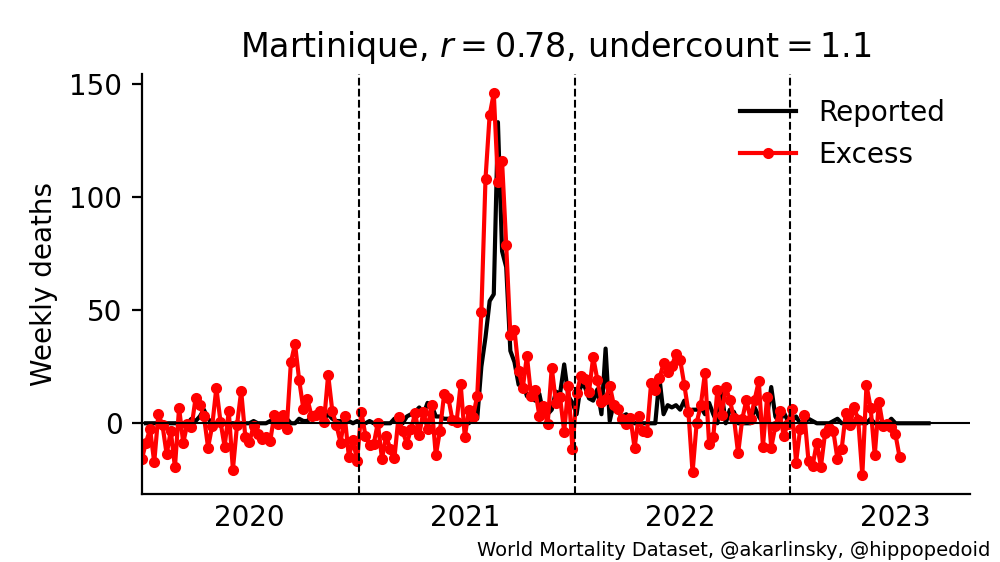 Martinique, r = 0.78, undercount = 1.1
150
100
50
0
Weekly deaths
Reported
Excess
2020
2021
2022
2023
World Mortality Dataset, @akarlinsky, @hippopedoid